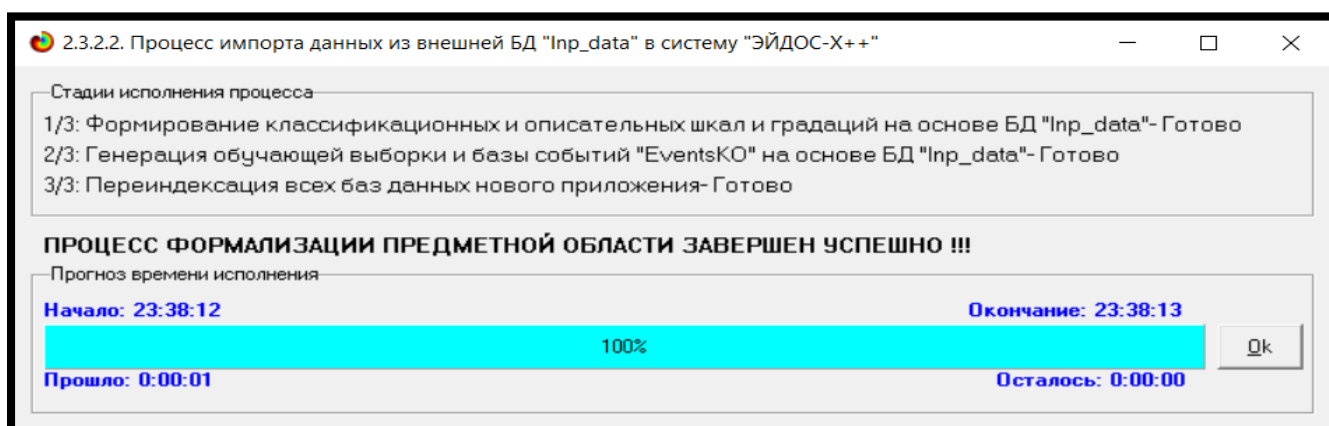 2.3.2.2. Процесс импорта данных из внешней БД "Inp_data" в систему "ЭЙДОС-Х++"
Стадии исполнения процесса
1/3: Формирование классификационных и описательных шкал и градаций на основе БД "Inp_data"- Готово
2/3: Генерация обучающей выборки и базы событий "EventsKO" на основе БД "Inp_data"- Готово
3/3: Переиндексация всех баз данных нового приложения- Готово
ПРОЦЕСС ФОРМАЛИЗАЦИИ ПРЕДМЕТНОЙ ОБЛАСТИ ЗАВЕРШЕН УСПЕШНО !!!
Прогноз времени исполнения
Начало: 23:38:12 Окончание: 23:38:13
100% Ok
Прошло: 0:00:01 Осталось: 0:00:00